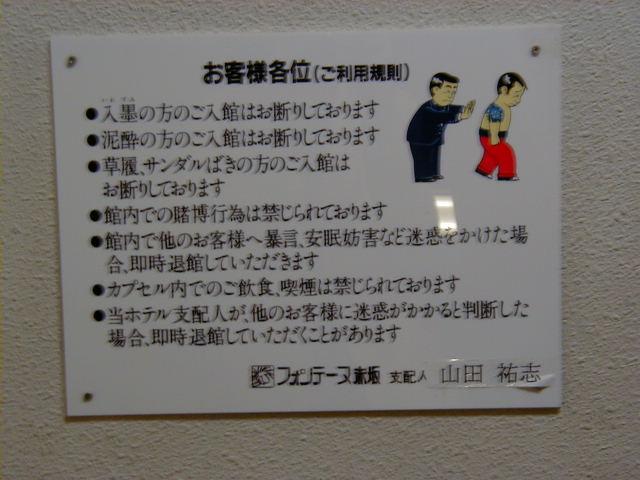 お客様各位(ご利用規則)
●入墨の方のご入館はお断りしております
●泥酔の方のご入館はお断りしております
●草履、サンダルばきの方のご入館は
お断りしております
●館内での賭博行為は禁じられております
●館内で他のお客様へ暴言、安眠妨害など迷惑をかけた場
合、即時退館していただきます
●カプセル内でのご飲食、喫煙は禁じられております
●当ホテル支配人が、他のお客様に迷惑がかかると判断した
場合、即時退館していただくことがあります
フォンテーヌ赤坂 支配人 山田 祐志